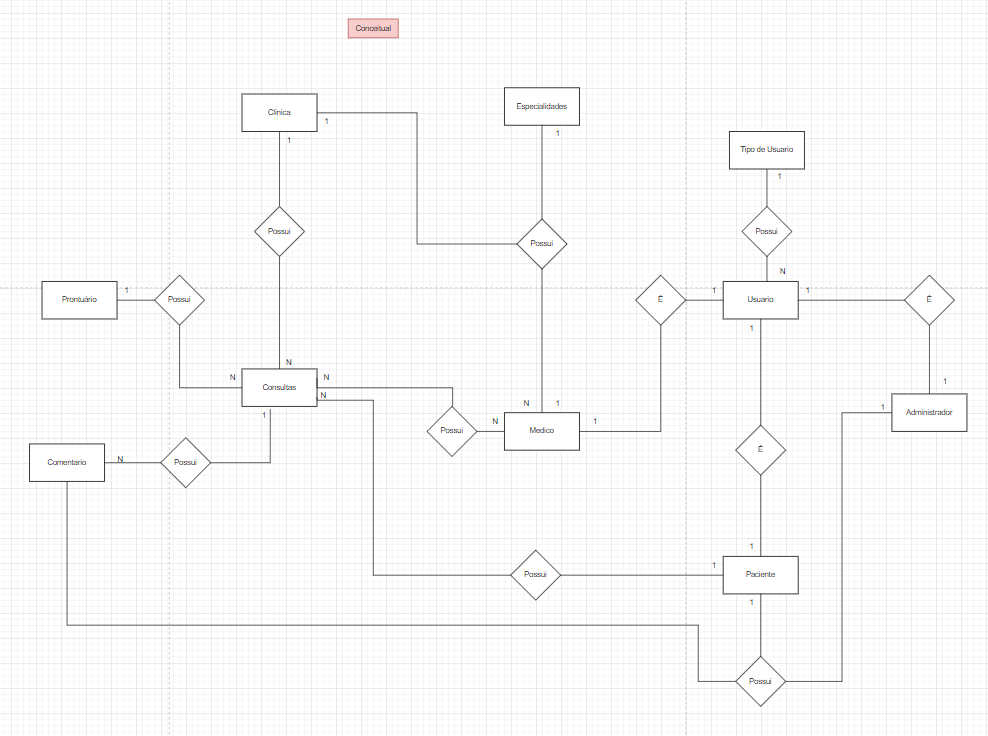 Conceitual
Clinica
1
1
Especialidades
1
Tipo de Usuario
1
Possui
Possui
Possui
N
Prontuário
1
Possui
É
1
Usuario
1
1
É
N
N
Consultas
N
N
1
Possui
N
N
1
Medico
1
1
1
Administrador
Comentario
N
Possui
É
1
Possui
1
Paciente
1
Possui